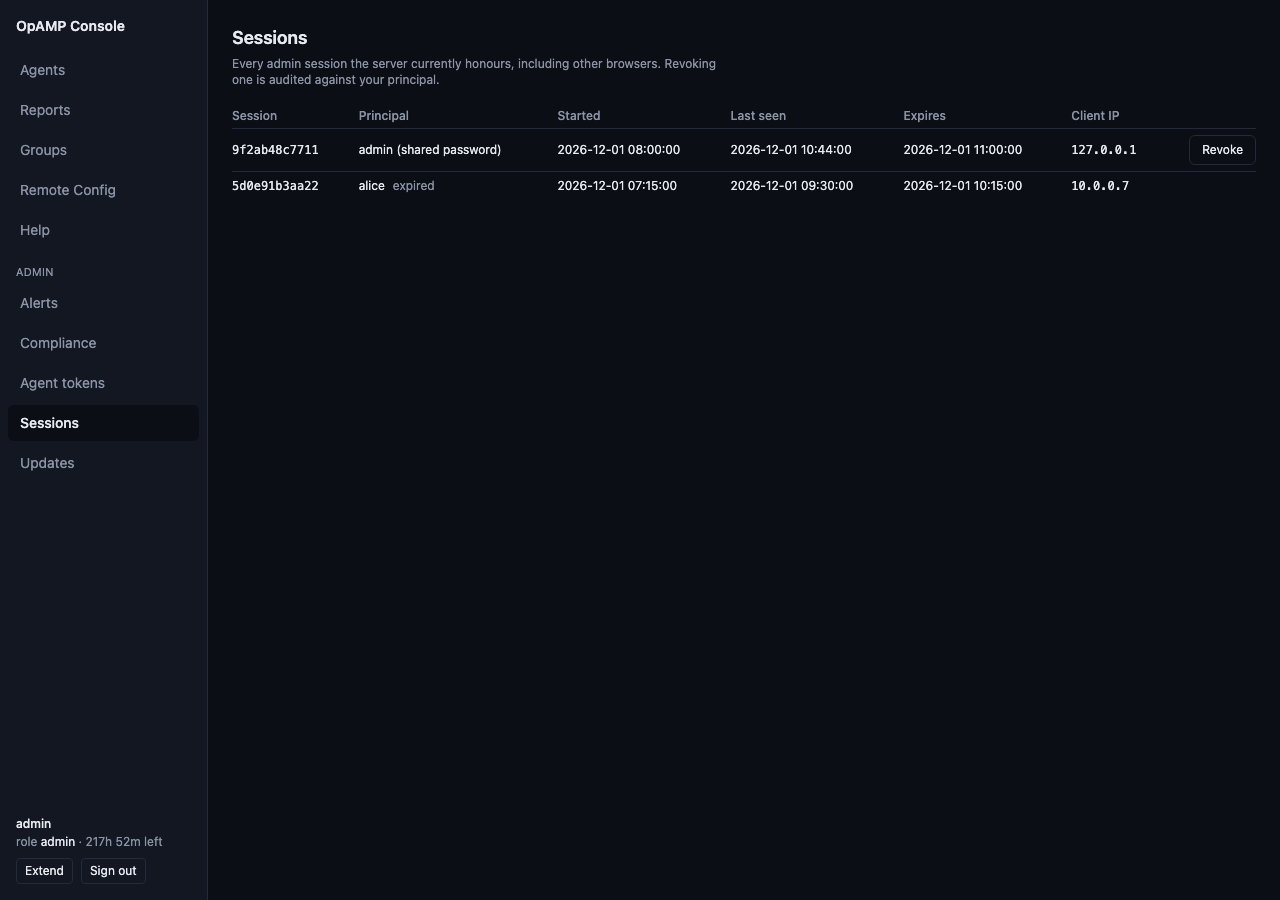 OpAMP Console
Agents
Reports
Groups
Remote Config
Help
ADMIN
Alerts
Compliance
Agent tokens
Sessions
Updates
admin
role admin · 217h 52m left
Extend Sign out
Sessions
Every admin session the server currently honours, including other browsers. Revoking
one is audited against your principal.
Session Principal Started Last seen Expires Client IP
9f2ab48c7711 admin (shared password) 2026-12-01 08:00:00 2026-12-01 10:44:00 2026-12-01 11:00:00 127.0.0.1 Revoke
5d0e91b3aa22 alice expired 2026-12-01 07:15:00 2026-12-01 09:30:00 2026-12-01 10:15:00 10.0.0.7